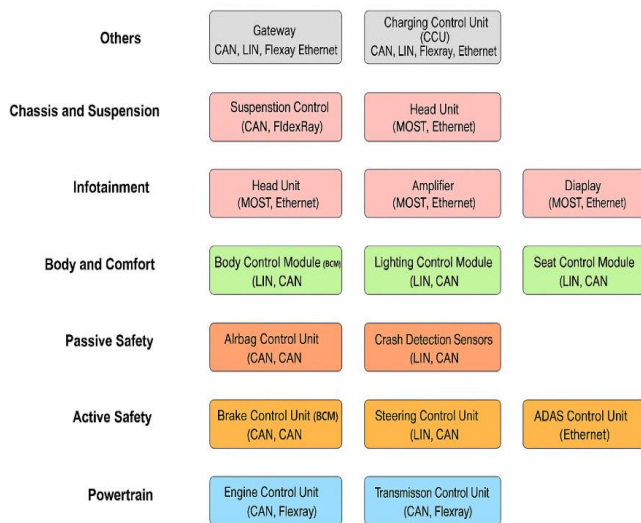 Others
Gateway
CAN, LIN, Flexay Ethernet
Charging Control Unit
(CCU)
CAN, LIN, Flexray, Ethernet
Chassis and Suspension
Suspenstion Control
(CAN, FldexRay)
Head Unit
(MOST, Ethernet)
Infotainment
Head Unit
(MOST, Ethernet)
Amplifier
(MOST, Ethernet)
Diaplay
(MOST, Ethernet)
Body and Comfort
Body Control Module (BCM)
(LIN, CAN
Lighting Control Module
(LIN, CAN
Seat Control Module
(LIN, CAN
Passive Safety
Albag Control Unit
(CAN, CAN
Crash Detection Sensors
(LIN, CAN
Active Safety
Brake Control Unit (BCM)
(CAN, CAN
Steering Control Unit
(LIN, CAN
ADAS Control Unit
(Ethernet)
Powertrain
Engine Control Unit
(CAN, Flexray)
Transmisson Control Unit
(CAN, Flexray)